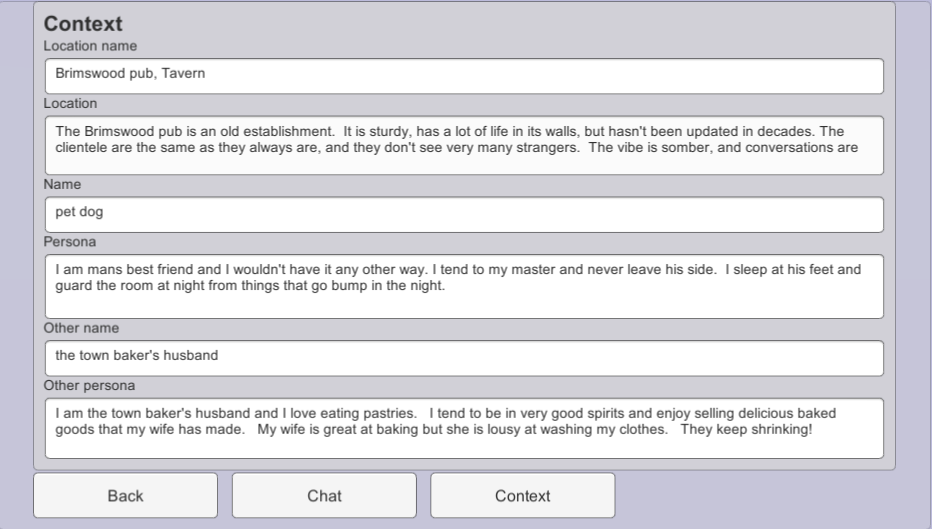 Context
Location name
Brimswood pub, Tavern
Location
The Brimswood pub is an old establishment.  It is sturdy, has a lot of life in its walls, but hasn't been updated in decades. The
clientele are the same as they always are, and they don't see very many strangers.  The vibe is somber, and conversations are
Name
pet dog
Persona
I am mans best friend and I wouldn't have it any other way. I tend to my master and never leave his side.  I sleep at his feet and
guard the room at night from things that go bump in the night.
Other name
the town baker's husband
Other persona
I am the town baker's husband and I love eating pastries.   I tend to be in very good spirits and enjoy selling delicious baked
goods that my wife has made.   My wife is great at baking but she is lousy at washing my clothes.   They keep shrinking!
Back Chat Context